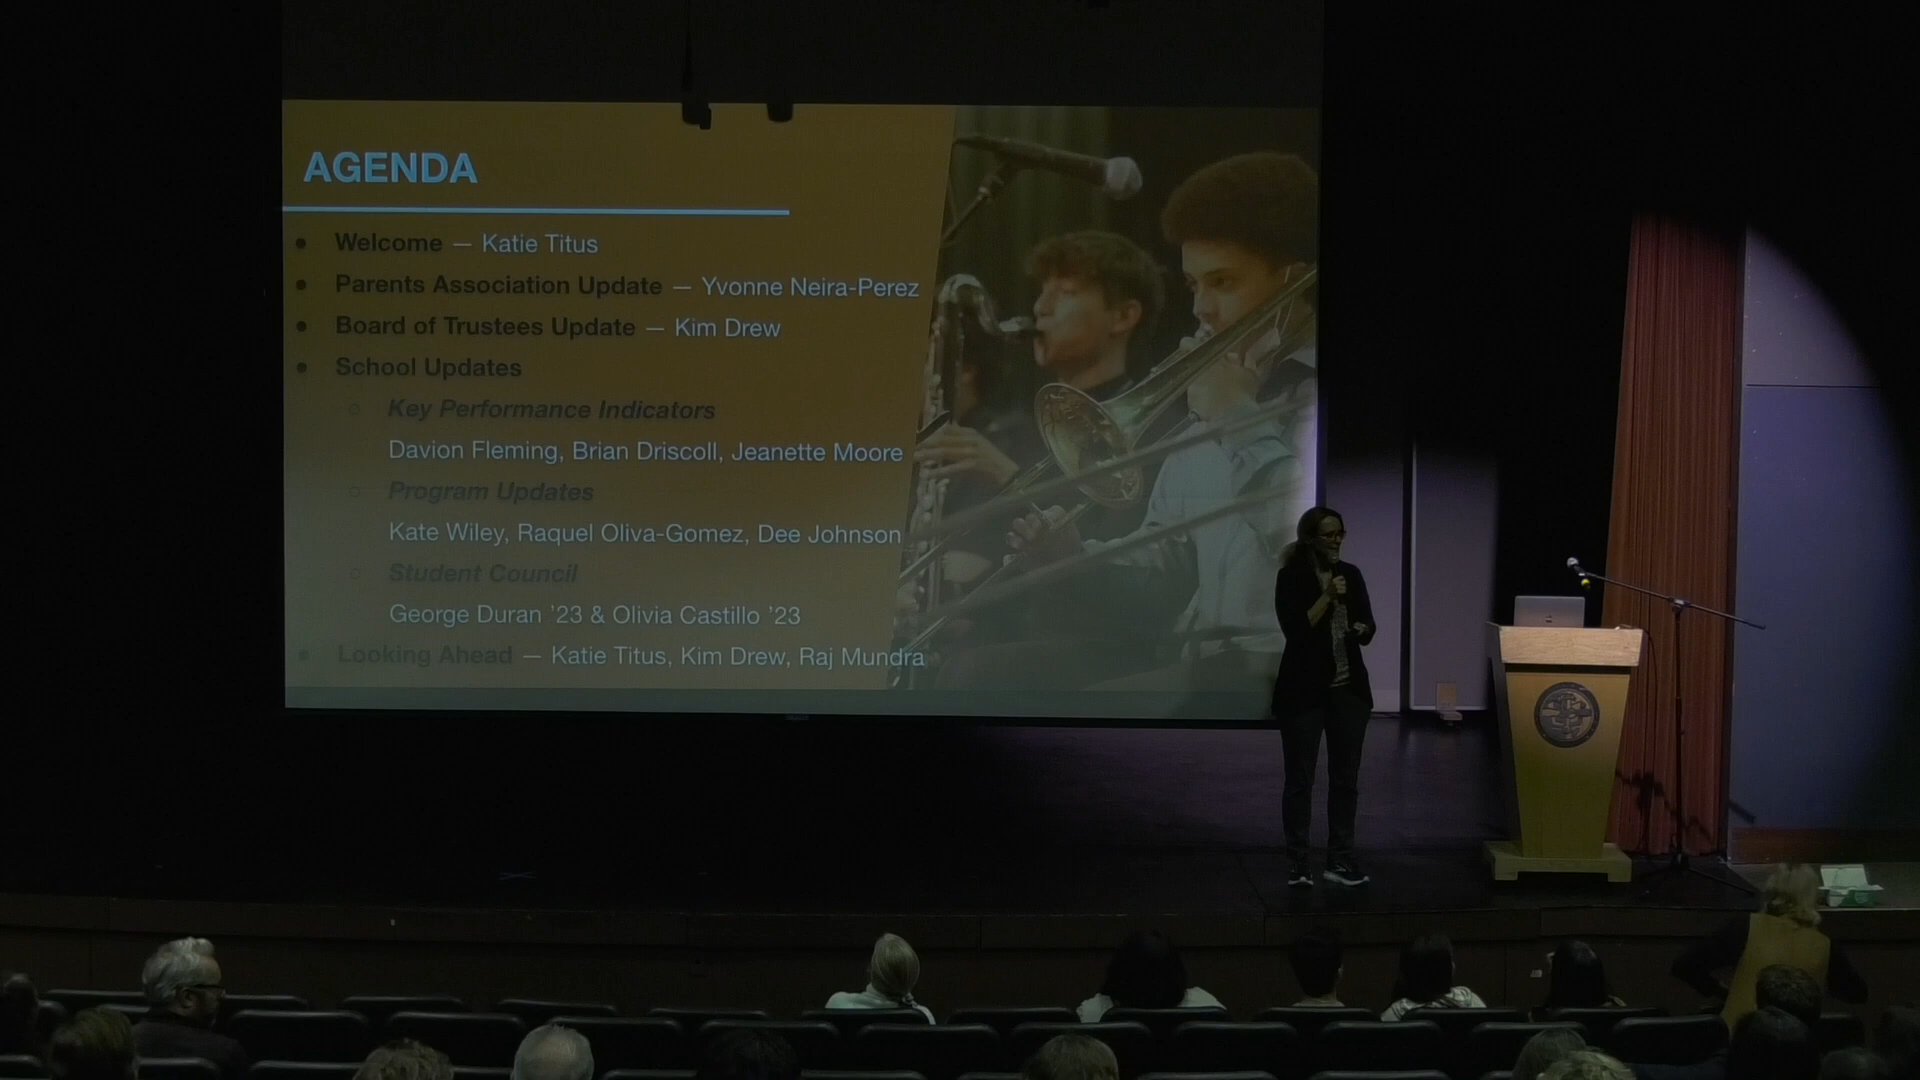 AGENDA
● Welcome — Katie Titus
● Parents Association Update — Yvonne Neira-Perez
● Board of Trustees Update — Kim Drew
● School Updates
○ Key Performance Indicators
Davion Fleming, Brian Driscoll, Jeanette Moore
○ Program Updates
Kate Wiley, Raquel Oliva-Gomez, Dee Johnson
○ Student Council
George Duran ’23 & Olivia Castillo ’23
● Looking Ahead — Katie Titus, Kim Drew, Raj Mundra